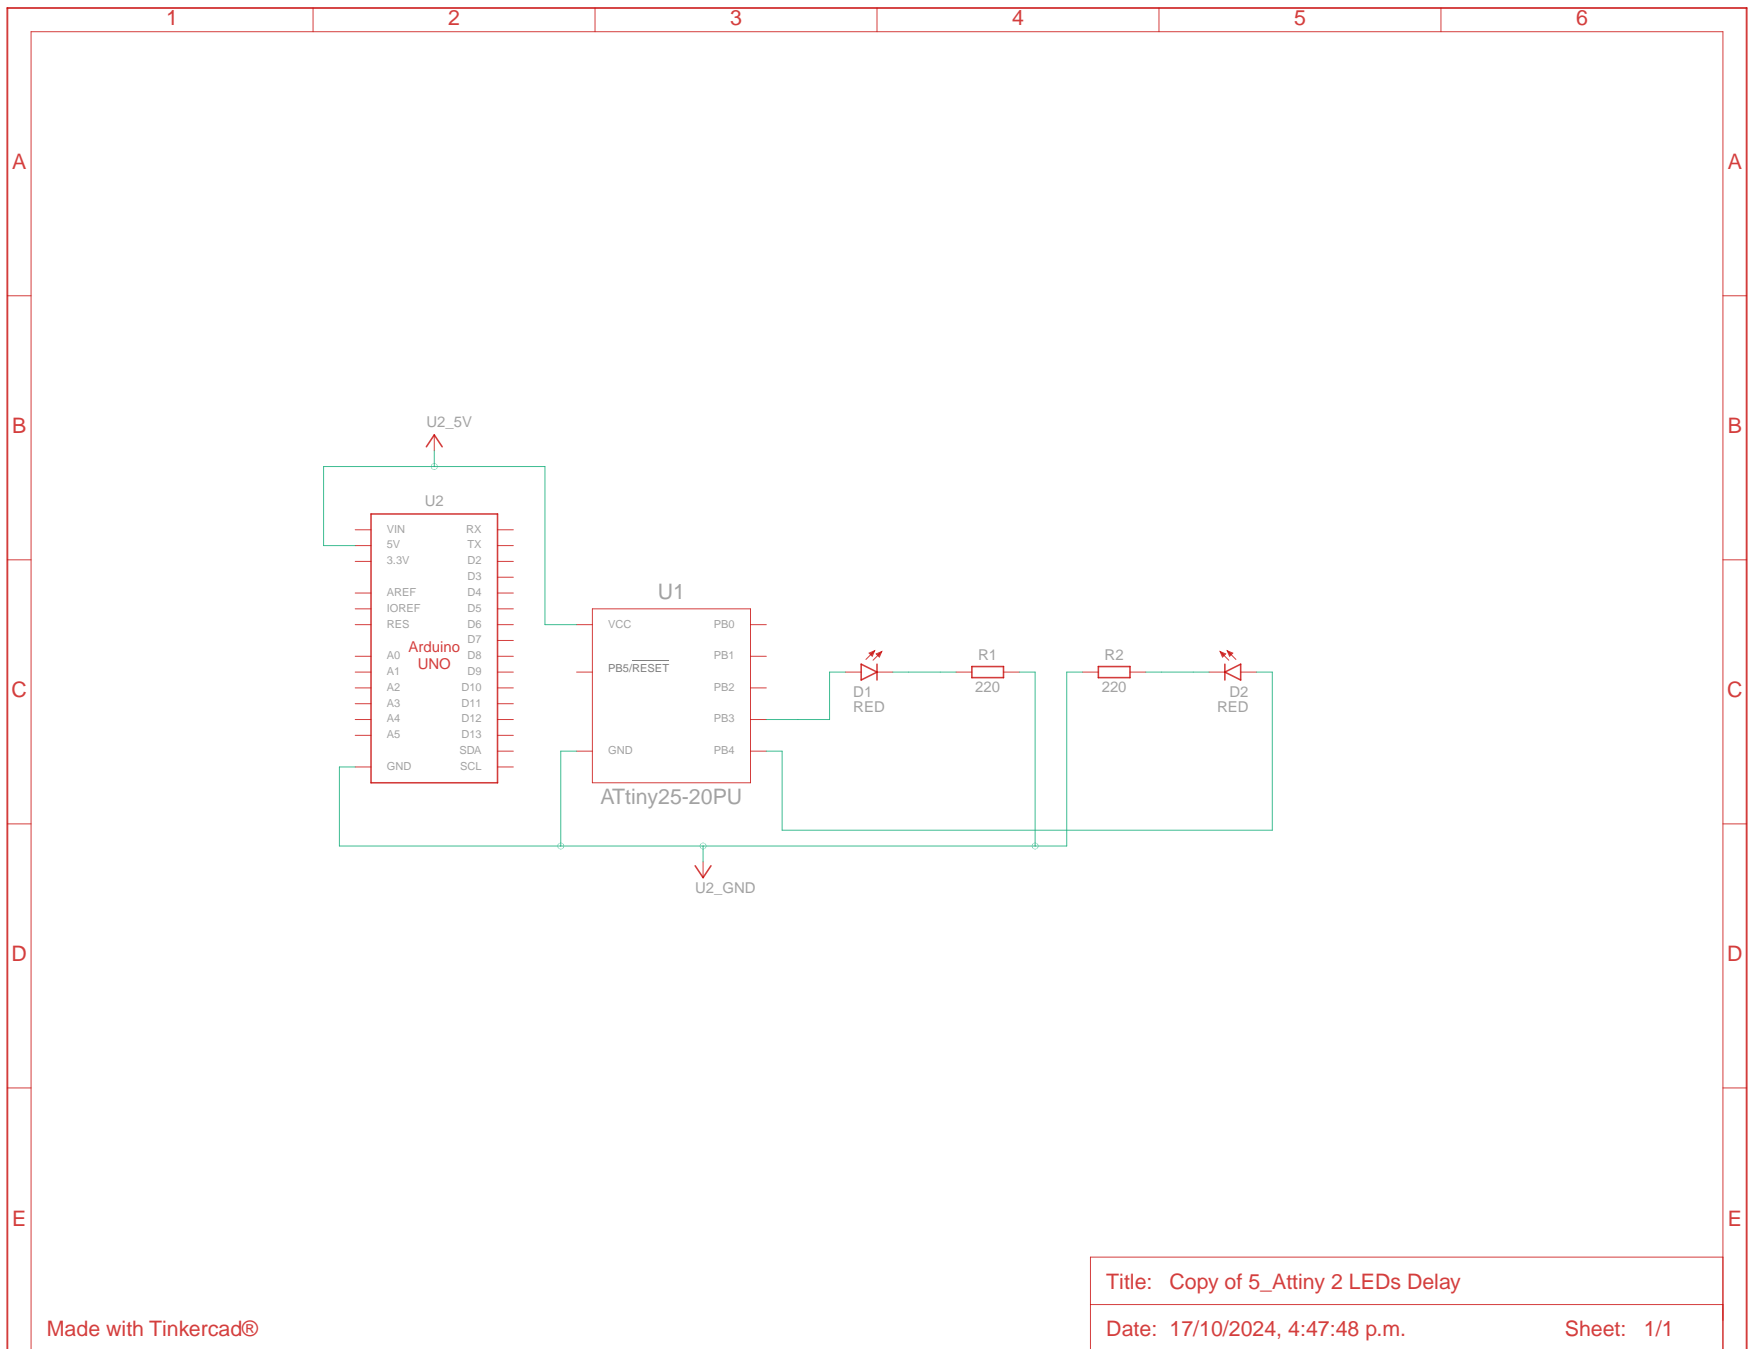 1 2 3 4 5 6
A A
B B
U2_5V
U2
VIN RX
5V TX
3.3V D2
D3
AREF D4
IOREF D5
RES D6
D7
Arduino
UNO
A0 D8
A1 D9
A2 D10
A3 D11
A4 D12
A5 D13
SDA
GND SCL
U1
VCC PB0
PB1
PB5/RESET
PB2
PB3
GND PB4
ATtiny25-20PU
R1
220
D1
RED
R2
220
D2
RED
C C
U2_GND
D D
E E
Title: Copy of 5_Attiny 2 LEDs Delay
Made with Tinkercad®
Date: 17/10/2024, 4:47:48 p.m. Sheet: 1/1